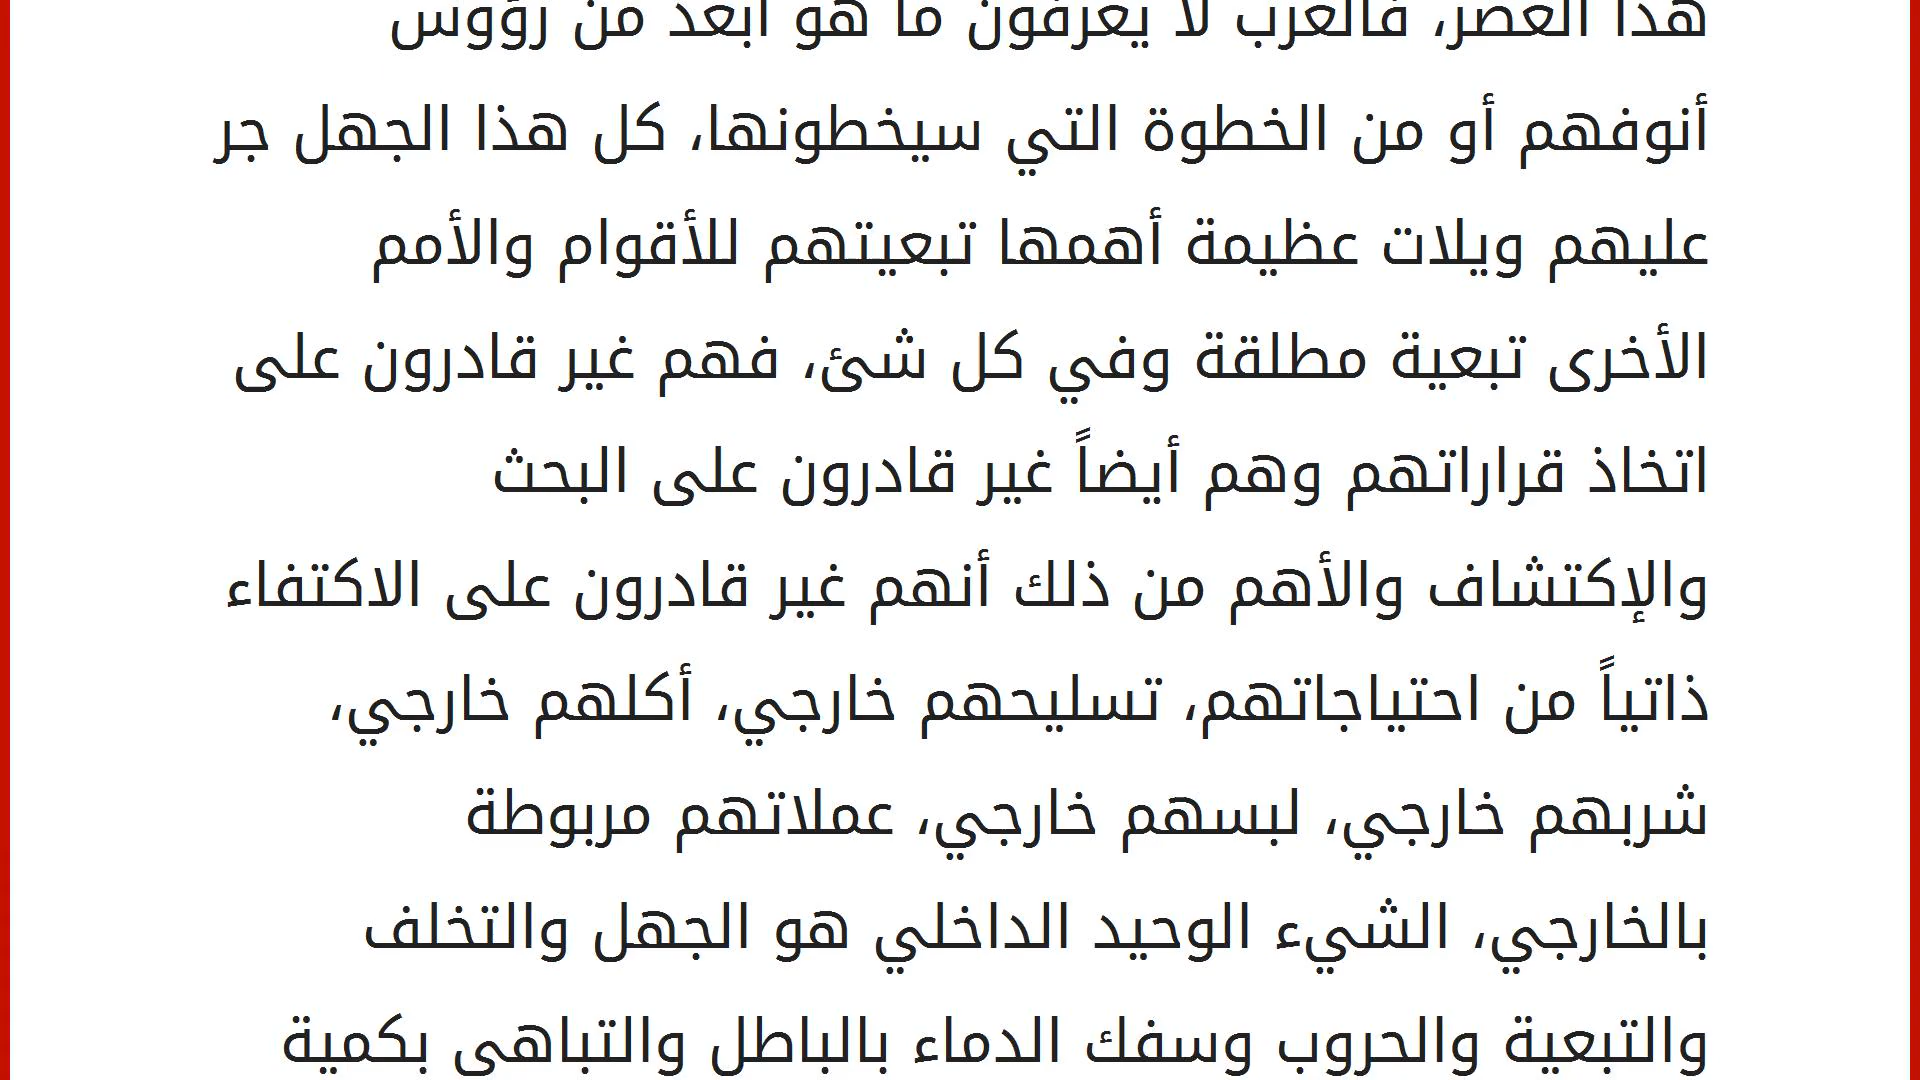 هذا العصر، فالعرب لا يعرفون ما هو أبعد من رؤوس
أنوفهم أو من الخطوة التي سيخطونها، كل هذا الجهل جر
عليهم ويلات عظيمة أهمها تبعيتهم للأقوام والأمم
الأخرى تبعية مطلقة وفي كل شئ، فهم غير قادرون على
اتخاذ قراراتهم وهم أيضاً غير قادرون على البحث
والإكتشاف والأهم من ذلك أنهم غير قادرون على الاكتفاء
ذاتياً من احتياجاتهم، تسليحهم خارجي، أكلهم خارجي،
شربهم خارجي، لبسهم خارجي، عملاتهم مربوطة
بالخارجي، الشيء الوحيد الداخلي هو الجهل والتخلف
والتبعية والحروب وسفك الدماء بالباطل والتباهى بكمية